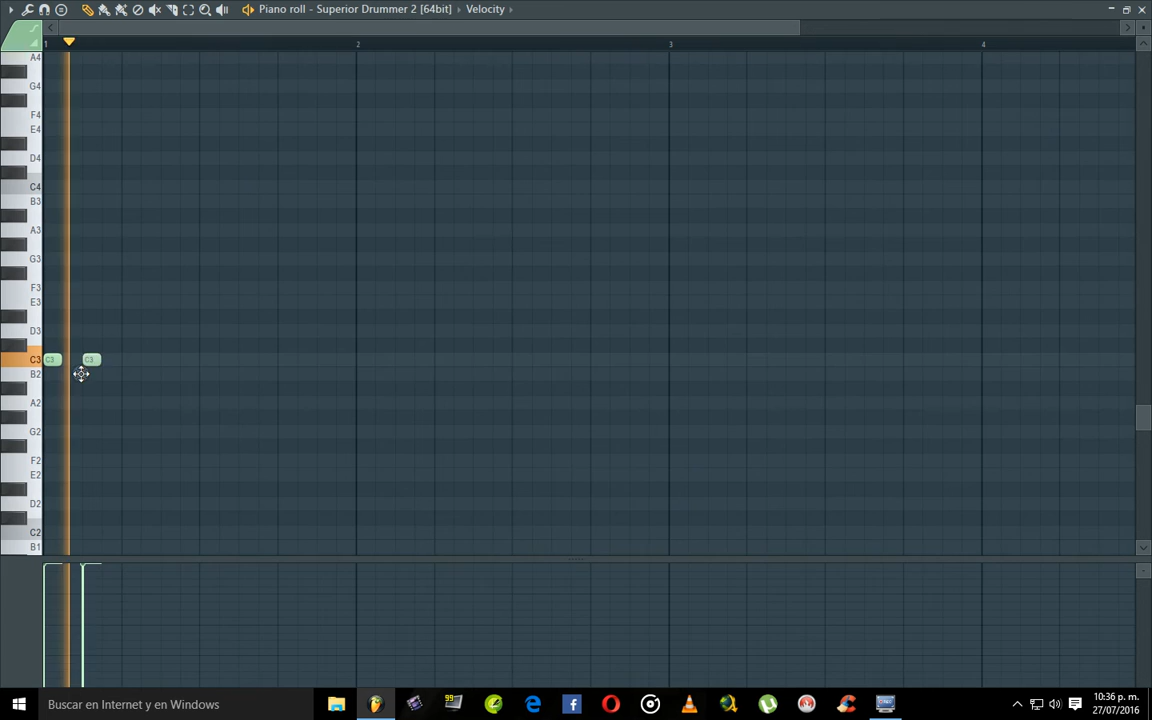 Piano roll - Superior Drummer 2 [64bit] Velocity
1 2 3 4
A4
G4
F4
E4
D4
C4
B3
A3
G3
F3
E3
D3
C3 C3 C3
B2
A2
G2
F2
E2
D2
C2
B1
Buscar en Internet y en Windows
99
10:36 p. m.
27/07/2016